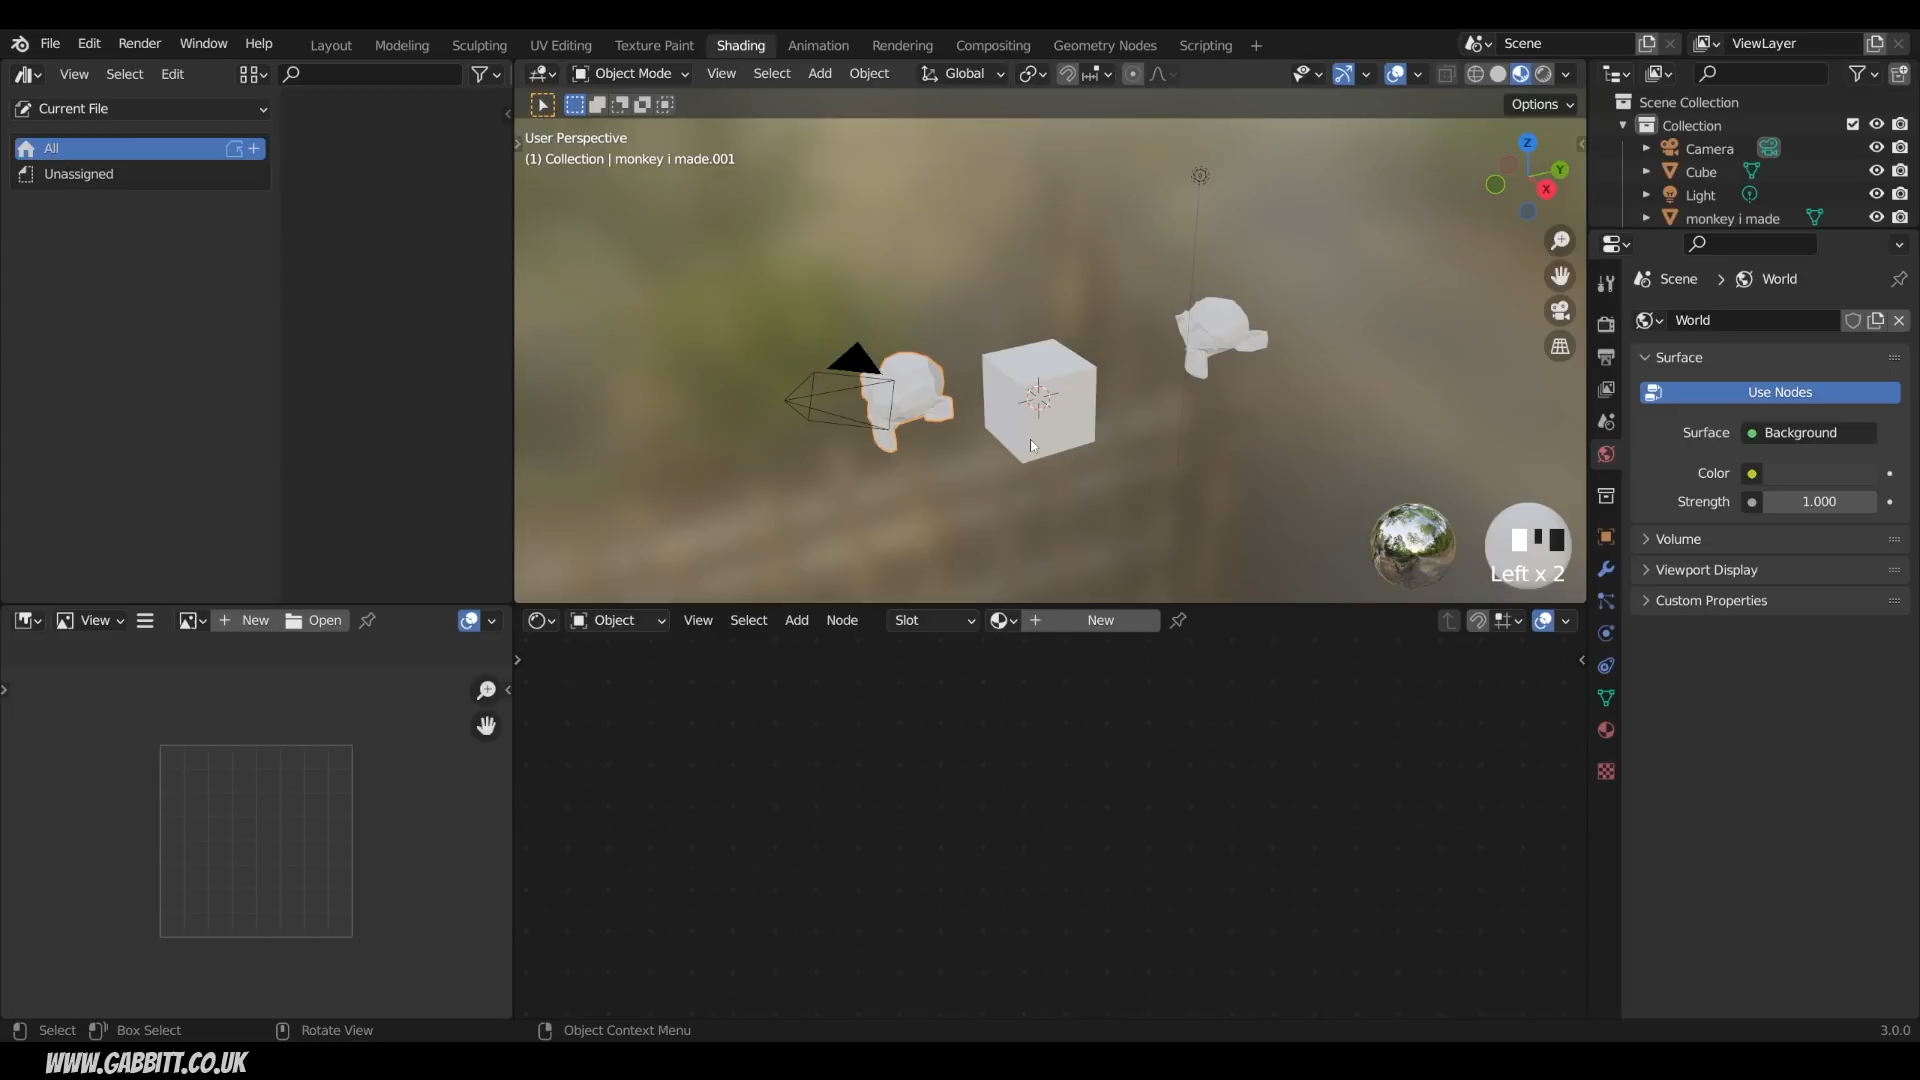 File Edit Render Window Help Layout Modeling Sculpting UV Editing Texture Paint Shading Animation Rendering Compositing Geometry Nodes Scripting + Scene ViewLayer
View Select Edit
Object Mode View Select Add Object Global
Current File
Options
All
Unassigned
User Perspective
(1) Collection | monkey i made.001
Z
Y
X
Left x 2
Scene Collection
Collection
Camera
Cube
Light
monkey i made
Scene > World
World
Surface
Use Nodes
Surface Background
Color
Strength 1.000
Volume
Viewport Display
Custom Properties
View + New Open
Object View Select Add Node Slot + New
Select Box Select Rotate View Object Context Menu 3.0.0
WWW.GABBITT.CO.UK